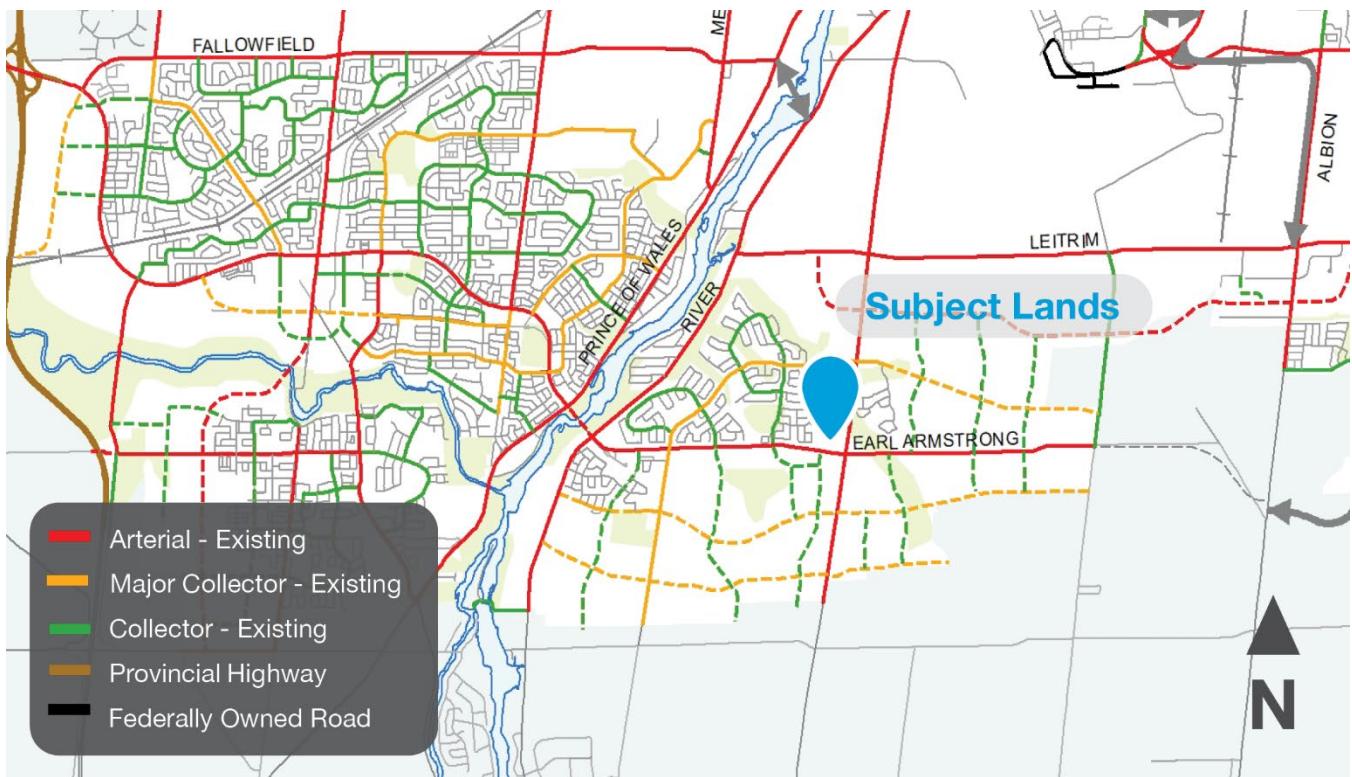 FALLOWFIELD
ME
ALBION
LEITRIM
PRINCE OF WALES
RIVER
Subject Lands
EARL ARMSTRONG
Arterial - Existing
Major Collector - Existing
Collector - Existing
Provincial Highway
Federally Owned Road
N